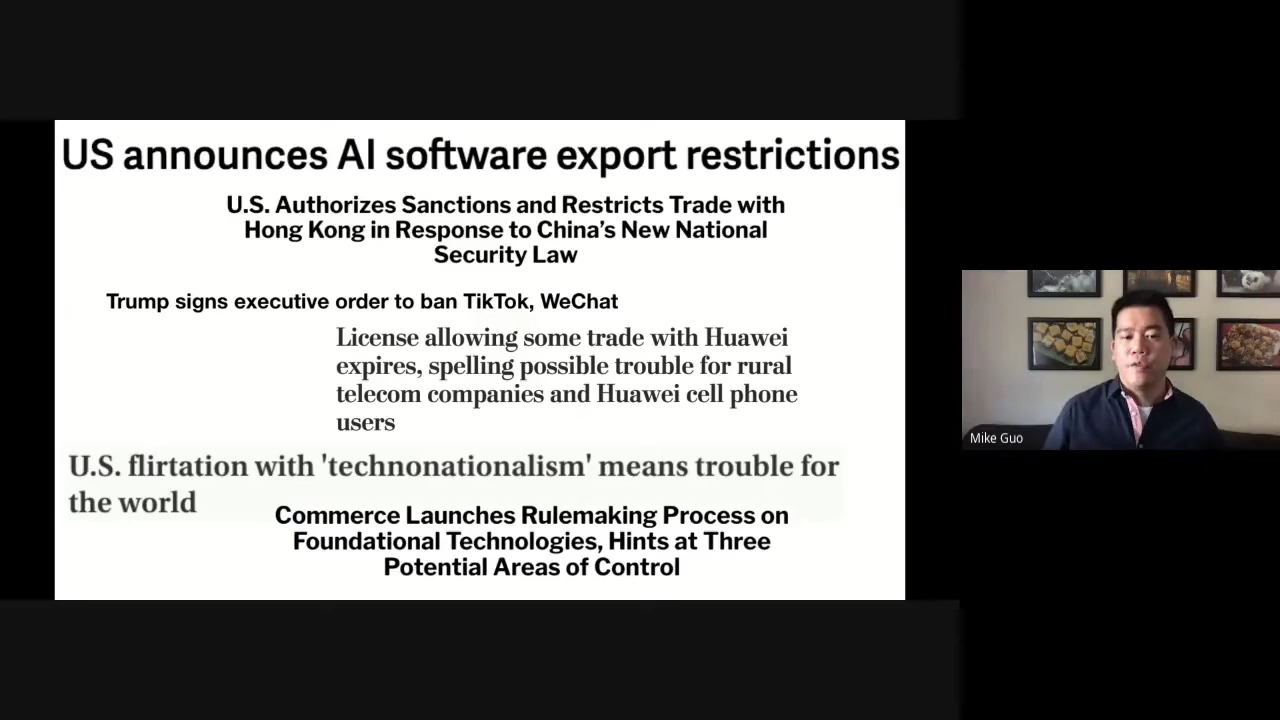 US announces AI software export restrictions
U.S. Authorizes Sanctions and Restricts Trade with
Hong Kong in Response to China’s New National
Security Law
Trump signs executive order to ban TikTok, WeChat
License allowing some trade with Huawei
expires, spelling possible trouble for rural
telecom companies and Huawei cell phone
users
U.S. flirtation with 'technonationalism' means trouble for
the world
Commerce Launches Rulemaking Process on
Foundational Technologies, Hints at Three
Potential Areas of Control
Mike Guo